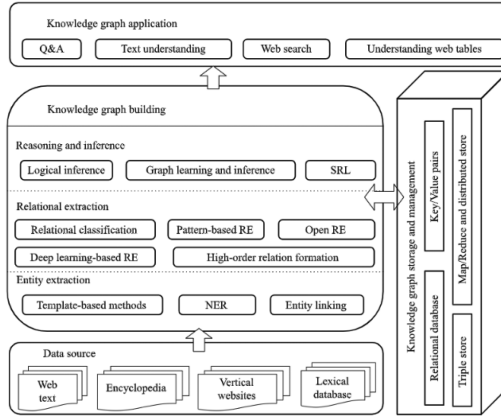 Knowledge graph application
Q&A
Text understanding
Web search
Understanding web tables
Knowledge graph building
Reasoning and inference
Logical inference
Graph learning and inference
SRL
Relational extraction
Relational classification
Pattern-based RE
Open RE
Deep learning-based RE
High-order relation formation
Entity extraction
Template-based methods
NER
Entity linking
Data source
Web
text
Encyclopedia
Vertical
websites
Lexical
database
Knowledge graph storage and management
Key/Value pairs
Map/Reduce and distributed store
Relational database
Triple store